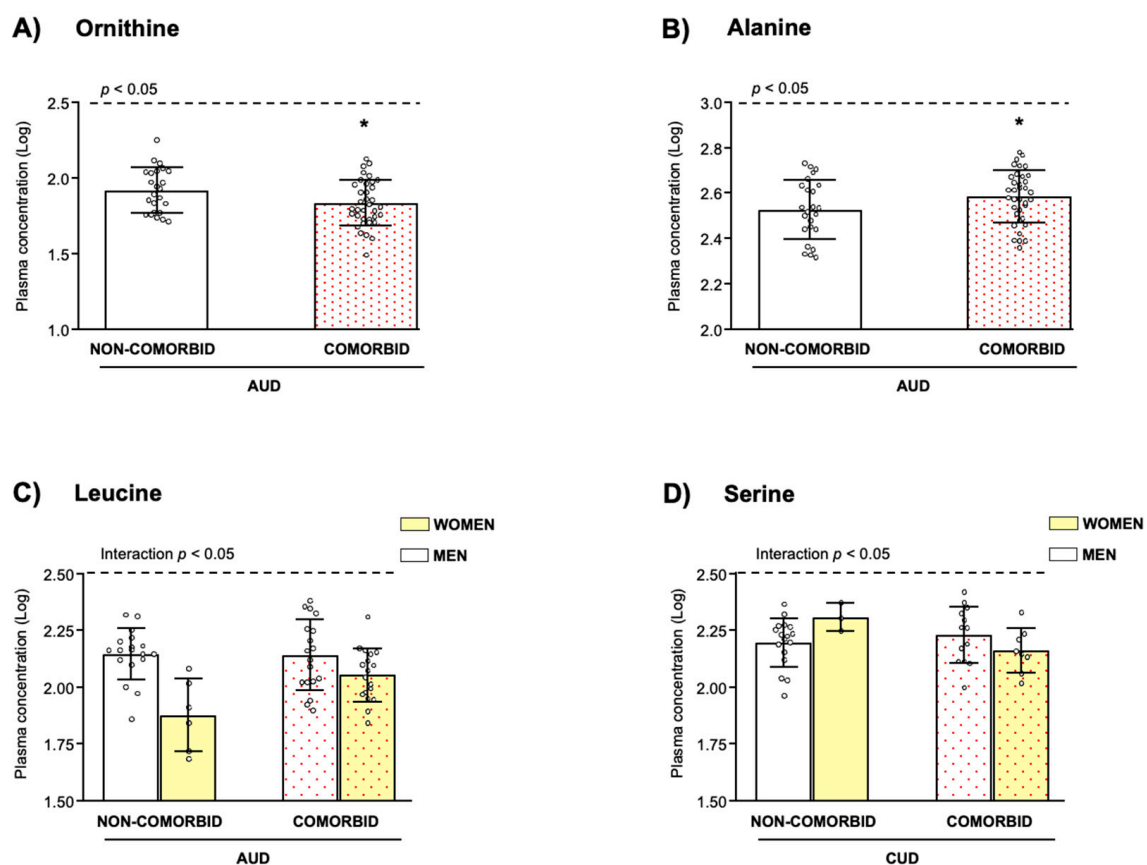 A) Ornithine
p < 0.05
Plasma concentration (Log)
2.5
2.0
1.5
1.0
*
NON-COMORBID COMORBID
AUD
B) Alanine
p < 0.05
Plasma concentration (Log)
3.0
2.8
2.6
2.4
2.2
2.0
*
NON-COMORBID COMORBID
AUD
C) Leucine
WOMEN
MEN
Interaction p < 0.05
Plasma concentration (Log)
2.50
2.25
2.00
1.75
1.50
NON-COMORBID COMORBID
AUD
D) Serine
WOMEN
MEN
Interaction p < 0.05
Plasma concentration (Log)
2.50
2.25
2.00
1.75
1.50
NON-COMORBID COMORBID
CUD